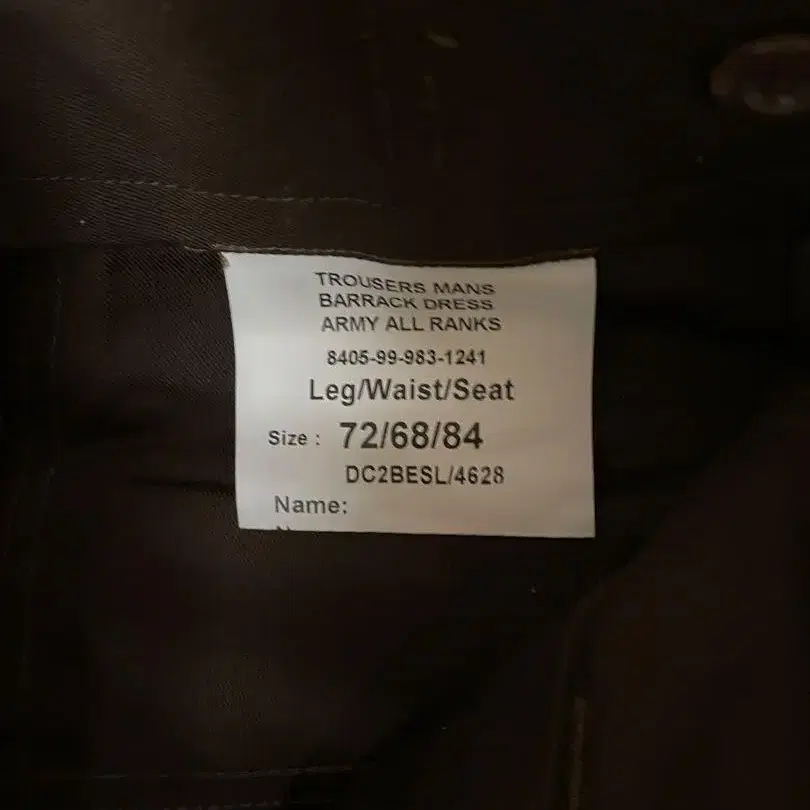 TROUSERS MANS
BARRACK DRESS
ARMY ALL RANKS
8405-99-983-1241
Leg/Waist/Seat
Size : 72/68/84
DC2BESL/4628
Name: